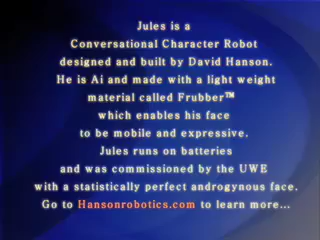 Jules is a
Conversational Character Robot
designed and built by David Hanson.
He is Ai and made with a light weight
material called Frubber™
which enables his face
to be mobile and expressive.
Jules runs on batteries
and was commissioned by the UWE
with a statistically perfect androgynous face.
Go to Hansonrobotics.com to learn more...